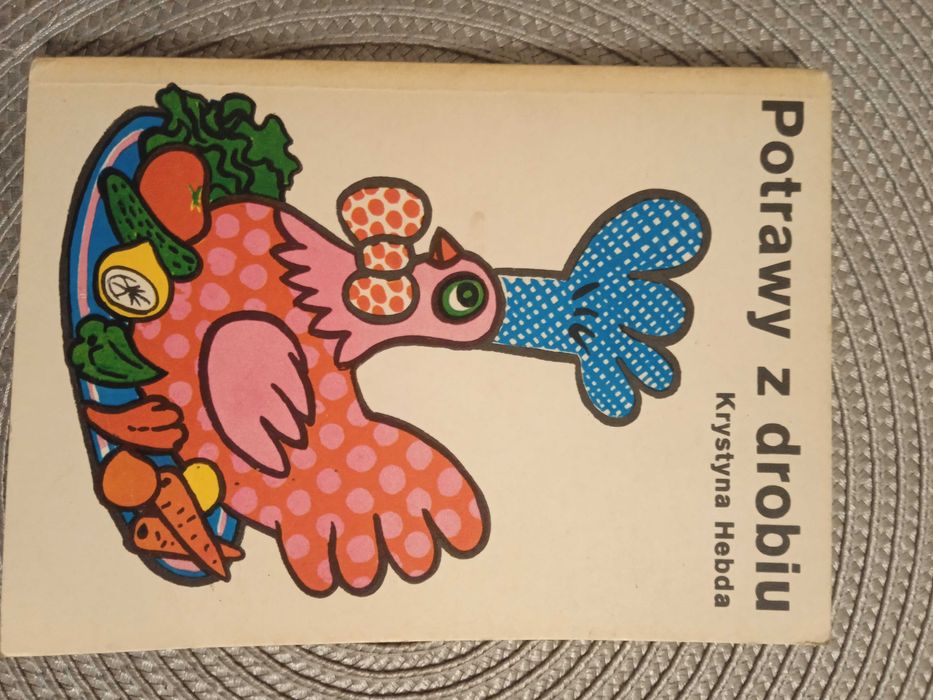 Potrawy z drobiu
Krystyna Hebda